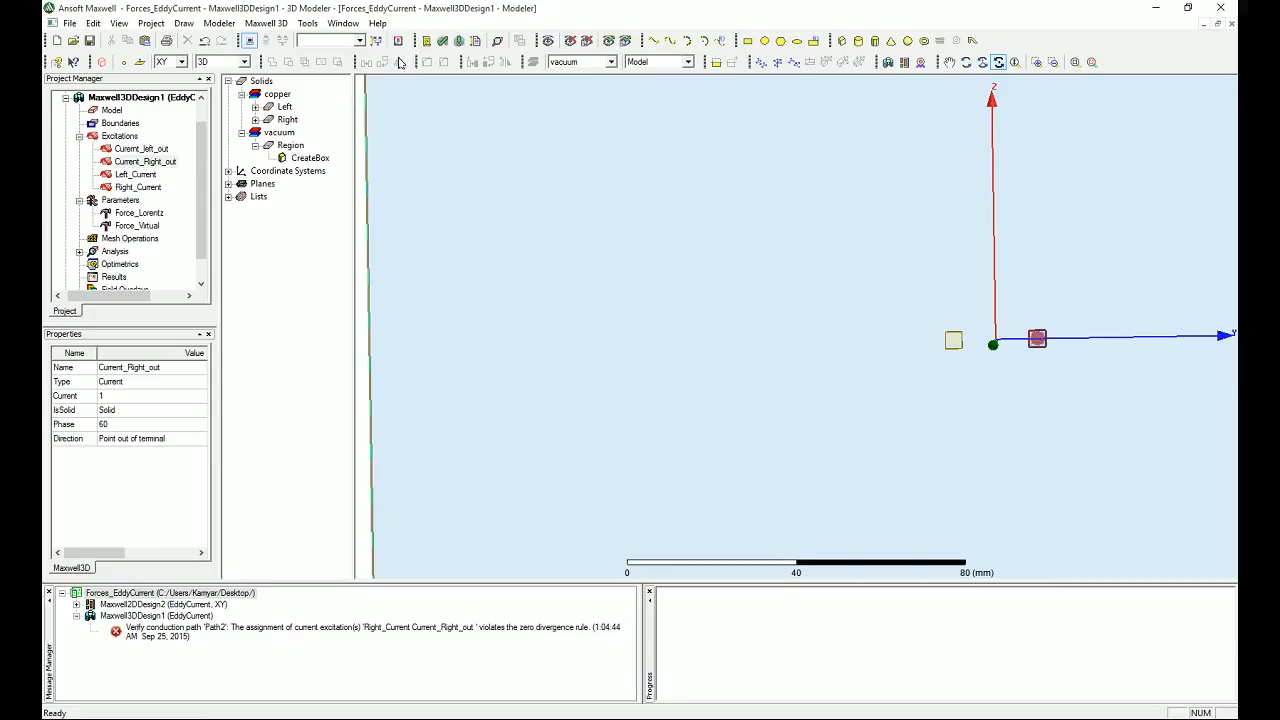 Ansoft Maxwell - Forces_EddyCurrent - Maxwell3DDesign1 - 3D Modeler - [Forces_EddyCurrent - Maxwell3DDesign1 - Modeler]
File Edit View Project Draw Modeler Maxwell 3D Tools Window Help
XY 3D vacuum Model
Project Manager
Maxwell3DDesign1 (EddyC
Model
Boundaries
Excitations
Current_left_out
Current_Right_out
Left_Current
Right_Current
Parameters
Force_Lorentz
Force_Virtual
Mesh Operations
Analysis
Optimetrics
Results
Field Overlays
Project
Solids
copper
Left
Right
vacuum
Region
CreateBox
Coordinate Systems
Planes
Lists
Properties
Name Value
Name Current_Right_out
Type Current
Current 1
IsSolid Solid
Phase 60
Direction Point out of terminal
Maxwell3D
Z
Y
0 40 80 (mm)
Forces_EddyCurrent (C:/Users/Kamyar/Desktop/)
Maxwell2DDesign2 (EddyCurrent, XY)
Maxwell3DDesign1 (EddyCurrent)
Verify conduction path 'Path2': The assignment of current excitation(s) 'Right_Current Current_Right_out ' violates the zero divergence rule. (1:04:44
AM Sep 25, 2015)
Message Manager
Progress
Ready NUM